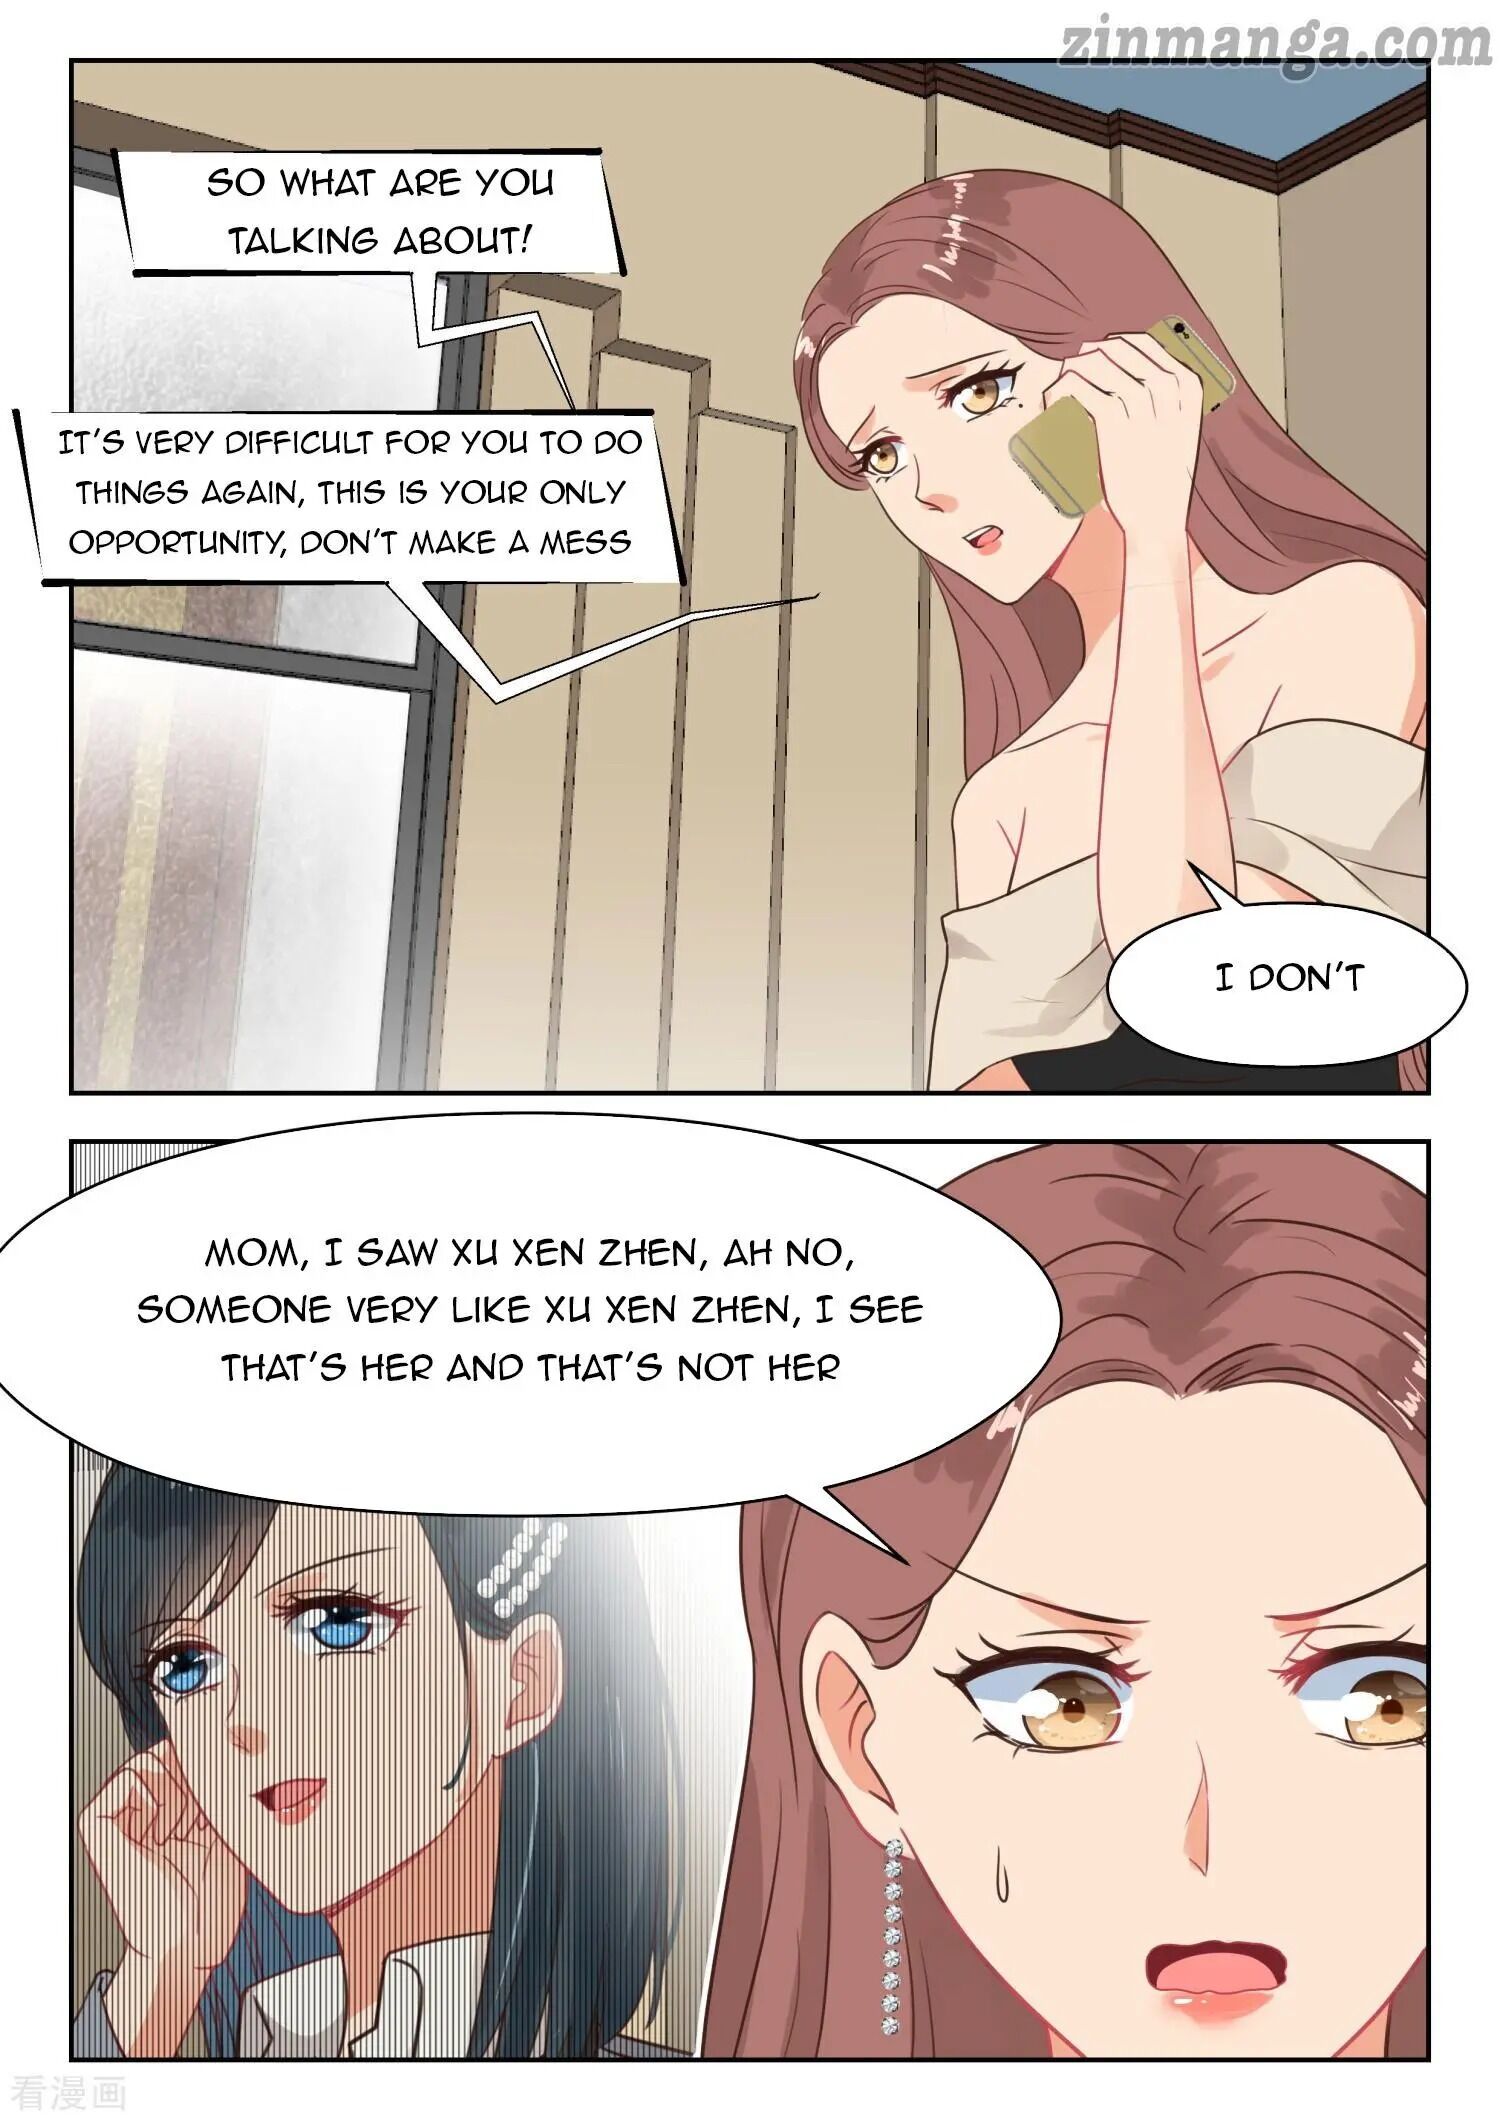 zinmanga.com
SO WHAT ARE YOU
TALKING ABOUT!
IT'S VERY DIFFICULT FOR YOU TO DO
THINGS AGAIN, THIS IS YOUR ONLY
OPPORTUNITY, DON'T MAKE A MESS
I DON'T
MOM, I SAW XU XEN ZHEN, AH NO,
SOMEONE VERY LIKE XU XEN ZHEN, I SEE
THAT'S HER AND THAT'S NOT HER
看漫画